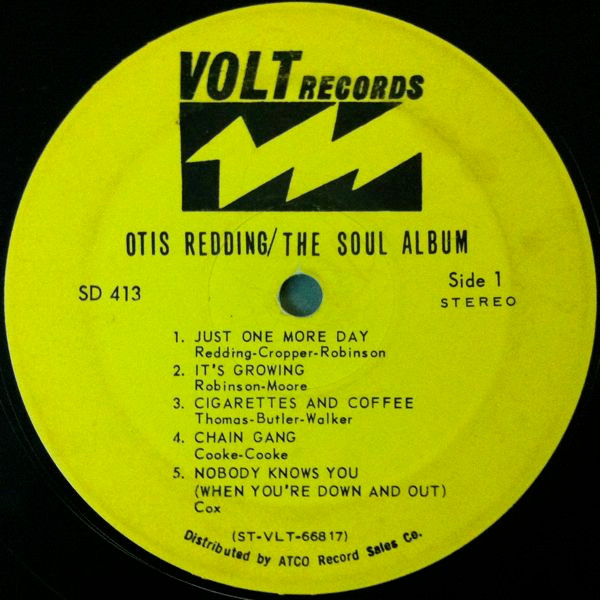 VOLT RECORDS
OTIS REDDING/THE SOUL ALBUM
SD 413
Side 1
STEREO
1. JUST ONE MORE DAY
Redding-Cropper-Robinson
2. IT'S GROWING
Robinson-Moore
3. CIGARETTES AND COFFEE
Thomas-Butler-Walker
4. CHAIN GANG
Cooke-Cooke
5. NOBODY KNOWS YOU
(WHEN YOU'RE DOWN AND OUT)
Cox
(ST-VLT-66817)
Distributed by ATCO Record Sales Co.